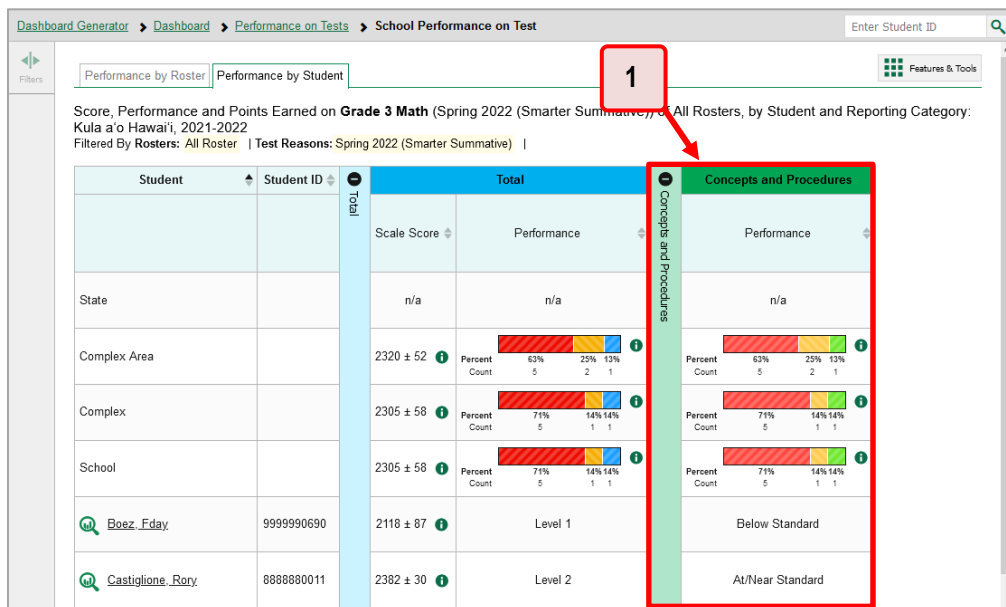 Dashboard Generator > Dashboard > Performance on Tests > School Performance on Test
Enter Student ID
Filters
Performance by Roster
Performance by Student
1
Features & Tools
Score, Performance and Points Earned on Grade 3 Math (Spring 2022 (Smarter Summative)) of All Rosters, by Student and Reporting Category:
Kula aʻo Hawaiʻi, 2021-2022
Filtered By Rosters: All Roster | Test Reasons: Spring 2022 (Smarter Summative) |
Student Student ID Total Total Concepts and Procedures Concepts and Procedures
Scale Score Performance Performance
State n/a n/a n/a
Complex Area 2320 ± 52
Percent 63% 25% 13%
Count 5 2 1
Percent 63% 25% 13%
Count 5 2 1
Complex 2305 ± 58
Percent 71% 14% 14%
Count 5 1 1
Percent 71% 14% 14%
Count 5 1 1
School 2305 ± 58
Percent 71% 14% 14%
Count 5 1 1
Percent 71% 14% 14%
Count 5 1 1
Boez, Fday 9999990690 2118 ± 87 Level 1 Below Standard
Castiglione, Rory 8888880011 2382 ± 30 Level 2 At/Near Standard